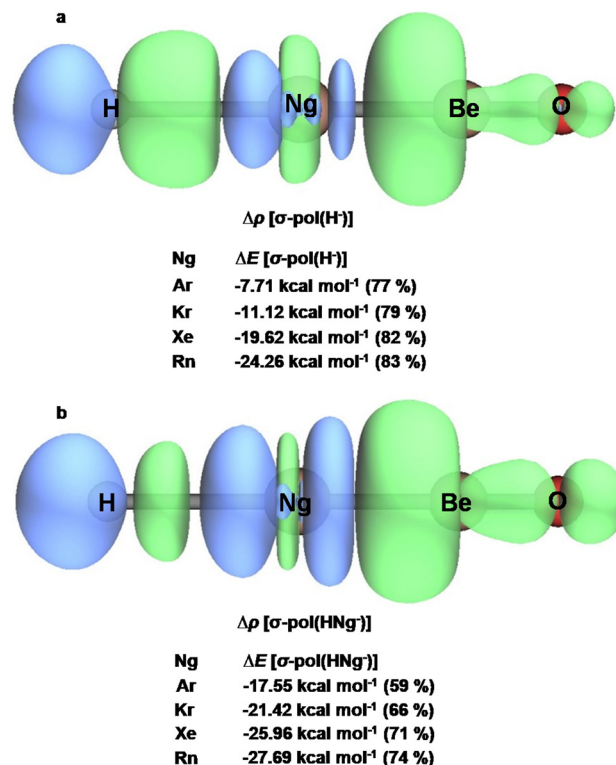 a
H Ng Be O
Δρ [σ-pol(H⁻)]
Ng ΔE [σ-pol(H⁻)]
Ar -7.71 kcal mol⁻¹ (77 %)
Kr -11.12 kcal mol⁻¹ (79 %)
Xe -19.62 kcal mol⁻¹ (82 %)
Rn -24.26 kcal mol⁻¹ (83 %)
b
H Ng Be O
Δρ [σ-pol(HNg⁻)]
Ng ΔE [σ-pol(HNg⁻)]
Ar -17.55 kcal mol⁻¹ (59 %)
Kr -21.42 kcal mol⁻¹ (66 %)
Xe -25.96 kcal mol⁻¹ (71 %)
Rn -27.69 kcal mol⁻¹ (74 %)